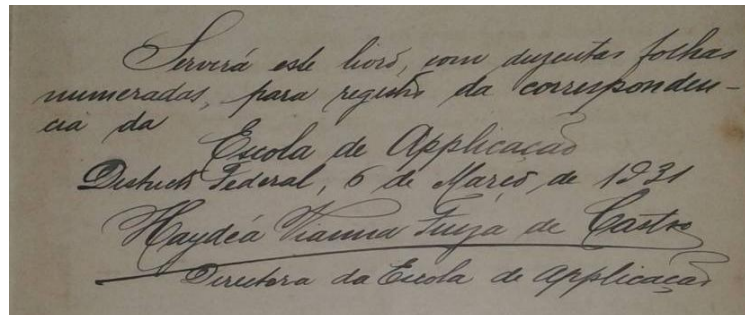 Servirá este livro, com duzentas folhas
numeradas, para registro da corresponden-
cia da
Escola de Applicação
Districto Federal, 6 de Março de 1931
Haydéa Vianna Fiuza de Castro
Directora da Escola de Applicação